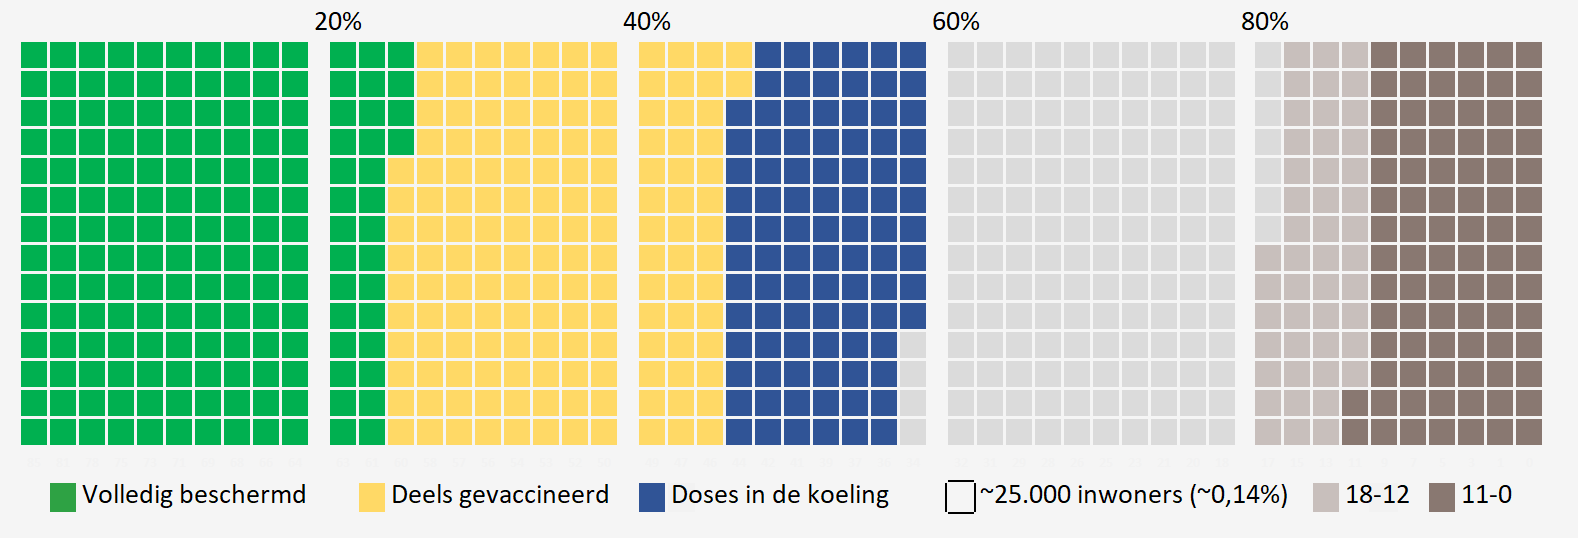 20% 40% 60% 80%
Volledig beschermd Deels gevaccineerd Doses in de koeling ~25.000 inwoners (~0,14%) 18-12 11-0